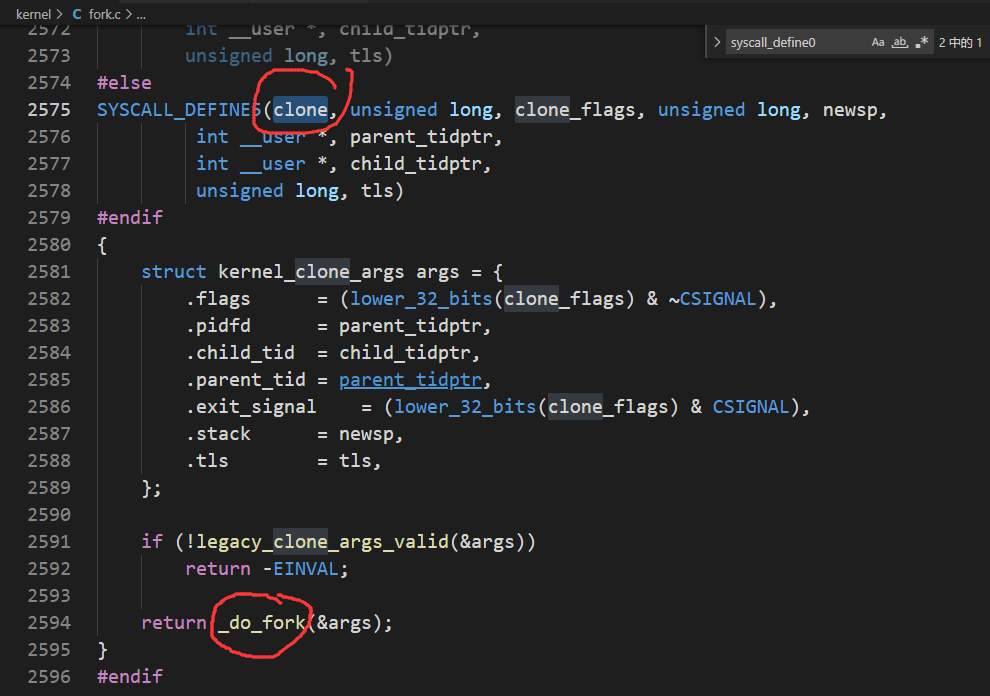 kernel > C fork.c > ...
syscall_define0 Aa ab, .* 2 中的 1
2572 int __user *, child_tidptr,
2573 unsigned long, tls)
2574 #else
2575 SYSCALL_DEFINE5(clone, unsigned long, clone_flags, unsigned long, newsp,
2576 int __user *, parent_tidptr,
2577 int __user *, child_tidptr,
2578 unsigned long, tls)
2579 #endif
2580 {
2581 struct kernel_clone_args args = {
2582 .flags = (lower_32_bits(clone_flags) & ~CSIGNAL),
2583 .pidfd = parent_tidptr,
2584 .child_tid = child_tidptr,
2585 .parent_tid = parent_tidptr,
2586 .exit_signal = (lower_32_bits(clone_flags) & CSIGNAL),
2587 .stack = newsp,
2588 .tls = tls,
2589 };
2590
2591 if (!legacy_clone_args_valid(&args))
2592 return -EINVAL;
2593
2594 return _do_fork(&args);
2595 }
2596 #endif